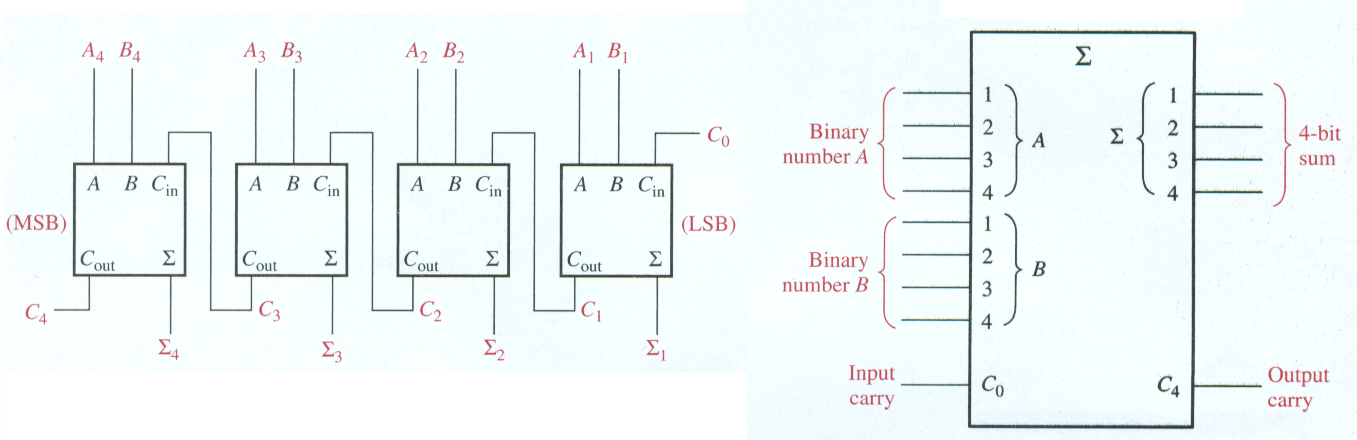 A4 B4 A3 B3 A2 B2 A1 B1
C0
A B Cin A B Cin A B Cin A B Cin
(MSB) (LSB)
Cout Σ Cout Σ Cout Σ Cout Σ
C4 C3 C2 C1
Σ4 Σ3 Σ2 Σ1
Σ
Binary
number A
1
2
3
4
A
Binary
number B
1
2
3
4
B
Input
carry
C0
Σ
1
2
3
4
4-bit
sum
C4
Output
carry